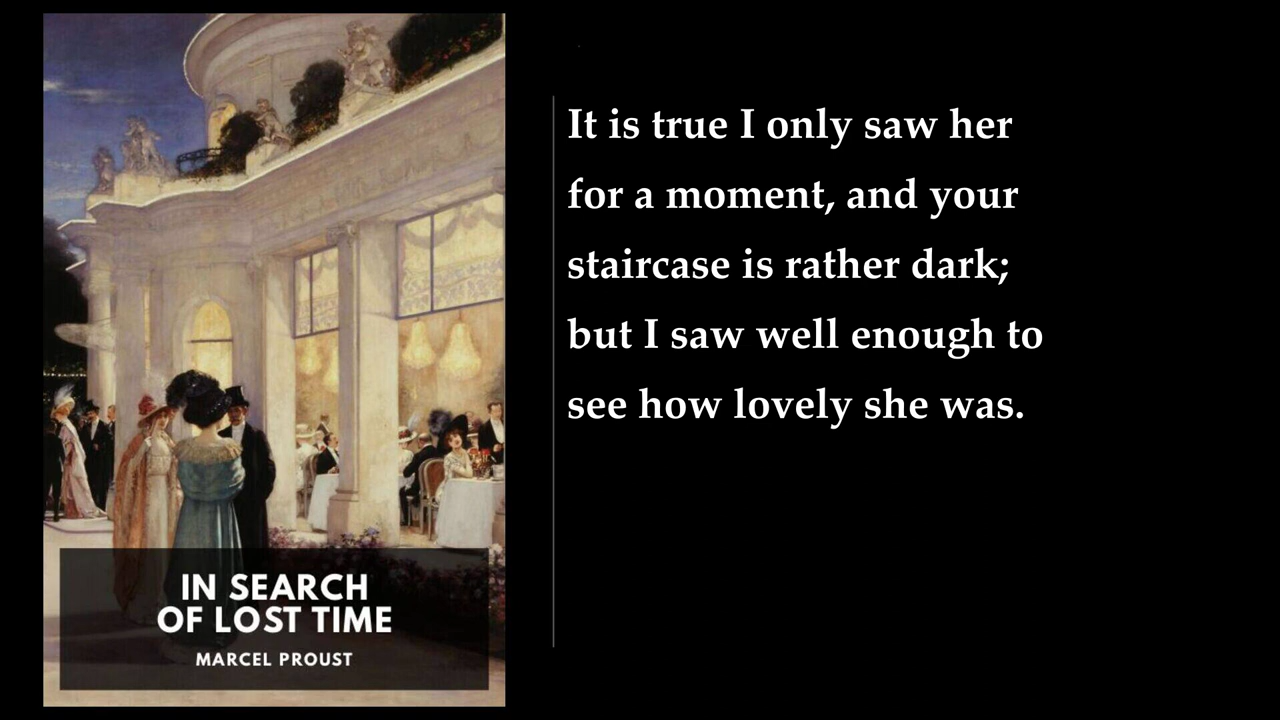 It is true I only saw her
for a moment, and your
staircase is rather dark;
but I saw well enough to
see how lovely she was.
IN SEARCH
OF LOST TIME
MARCEL PROUST